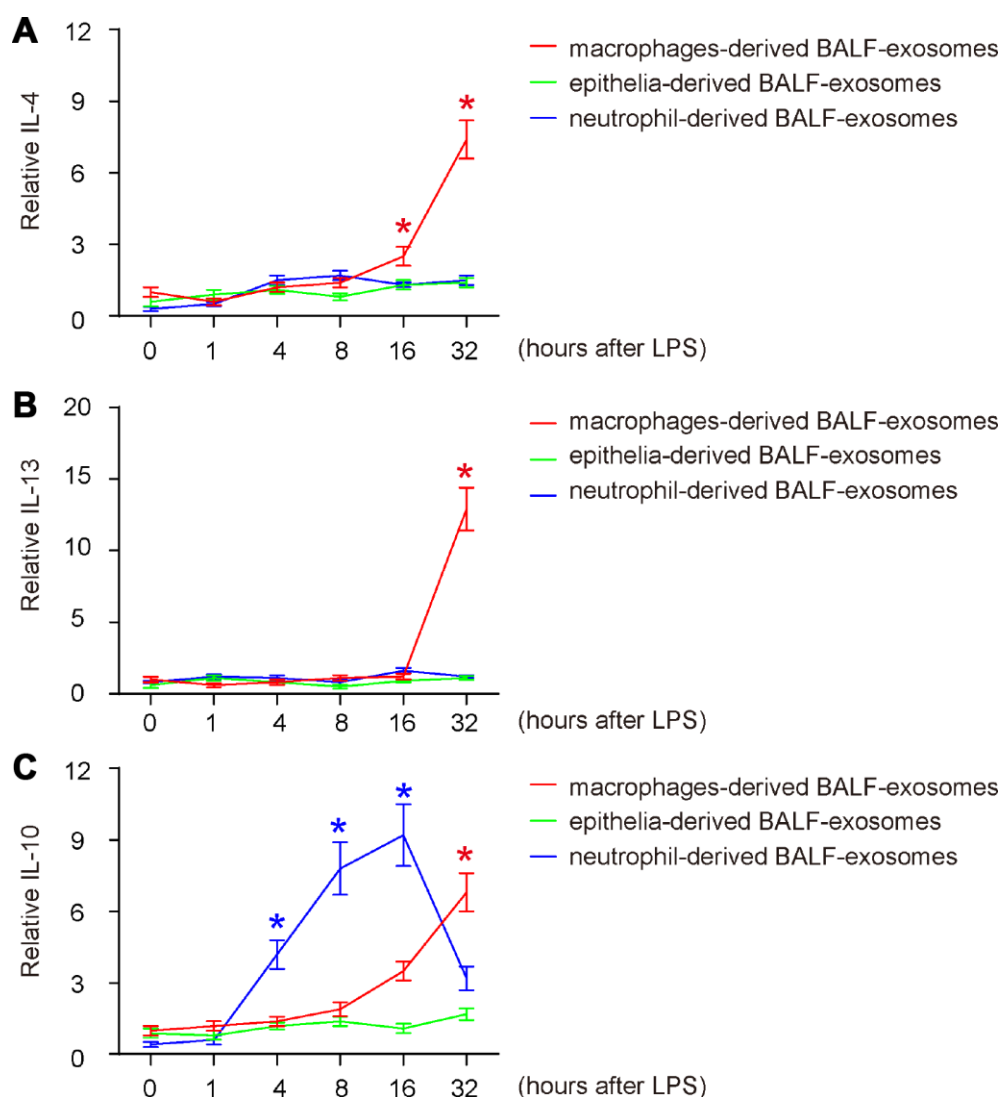 A
12
9
6
3
0
Relative IL-4
*
*
macrophages-derived BALF-exosomes
epithelia-derived BALF-exosomes
neutrophil-derived BALF-exosomes
0 1 4 8 16 32 (hours after LPS)
B
20
15
10
5
0
Relative IL-13
*
macrophages-derived BALF-exosomes
epithelia-derived BALF-exosomes
neutrophil-derived BALF-exosomes
0 1 4 8 16 32 (hours after LPS)
C
12
9
6
3
0
Relative IL-10
*
*
*
*
macrophages-derived BALF-exosomes
epithelia-derived BALF-exosomes
neutrophil-derived BALF-exosomes
0 1 4 8 16 32 (hours after LPS)